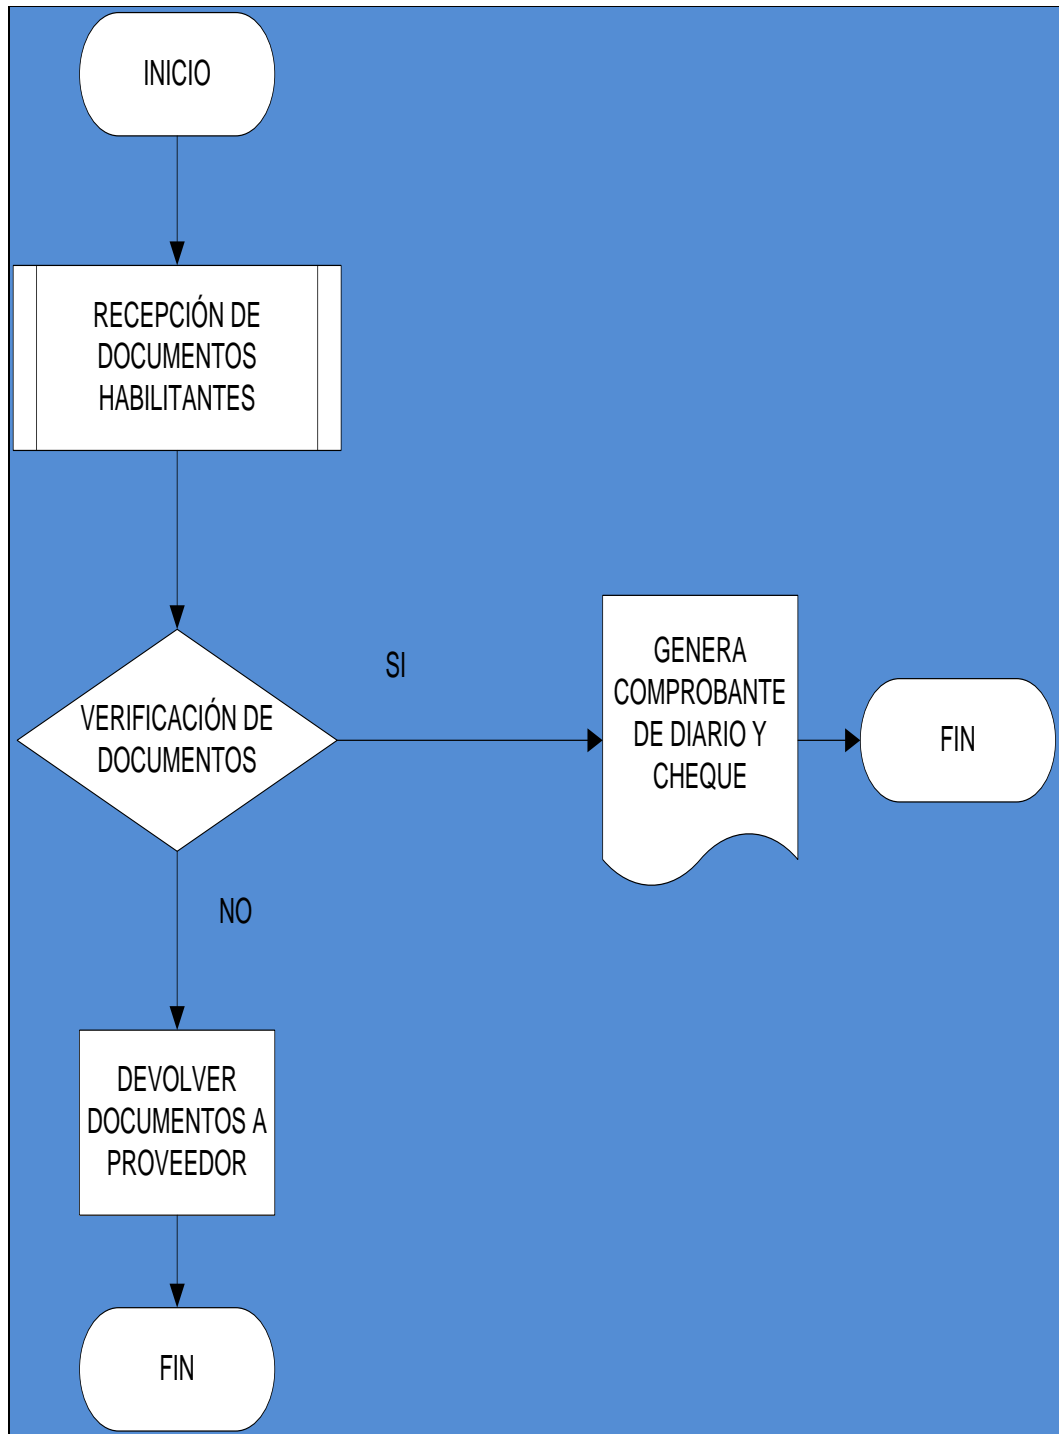 INICIO
RECEPCIÓN DE
DOCUMENTOS
HABILITANTES
VERIFICACIÓN DE
DOCUMENTOS
SI
GENERA
COMPROBANTE
DE DIARIO Y
CHEQUE
FIN
NO
DEVOLVER
DOCUMENTOS A
PROVEEDOR
FIN